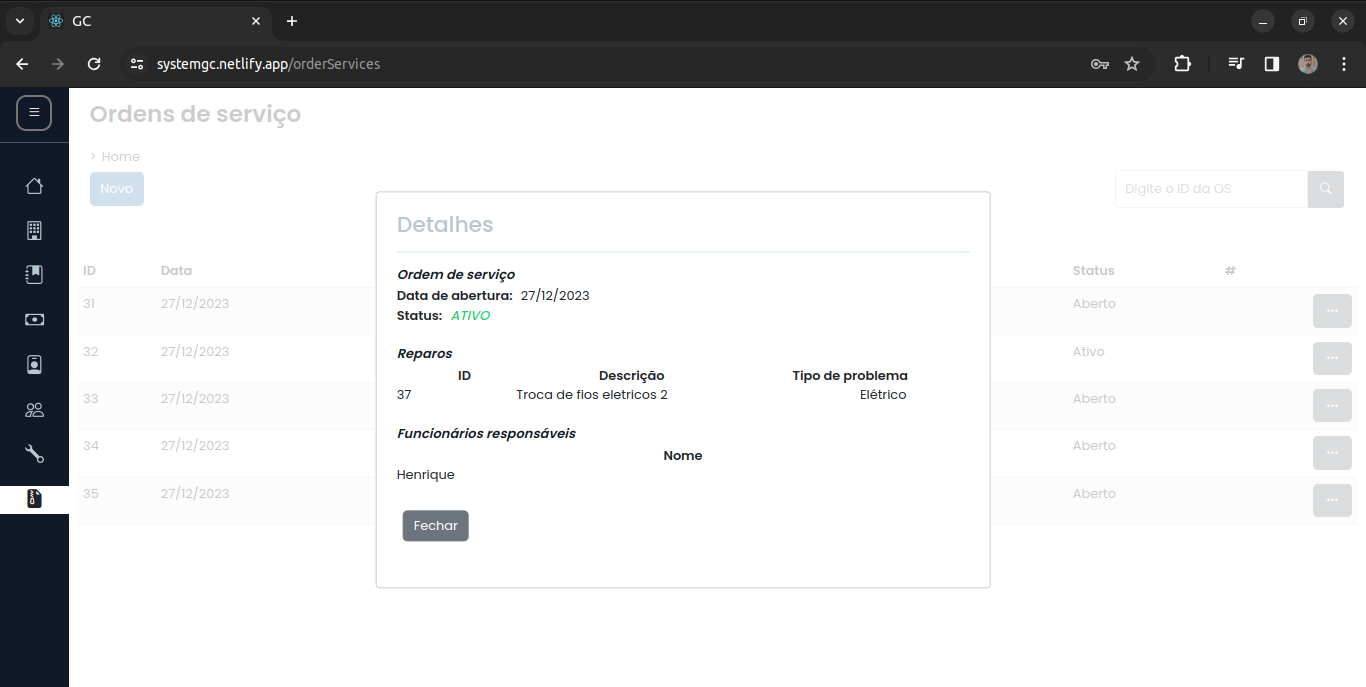 GC
systemgc.netlify.app/orderServices
Ordens de serviço
> Home
Novo
Digite o ID da OS
ID Data Status #
31 27/12/2023 Aberto ...
32 27/12/2023 Ativo ...
33 27/12/2023 Aberto ...
34 27/12/2023 Aberto ...
35 27/12/2023 Aberto ...
Detalhes
Ordem de serviço
Data de abertura: 27/12/2023
Status: ATIVO
Reparos
ID Descrição Tipo de problema
37 Troca de fios eletricos 2 Elétrico
Funcionários responsáveis
Nome
Henrique
Fechar